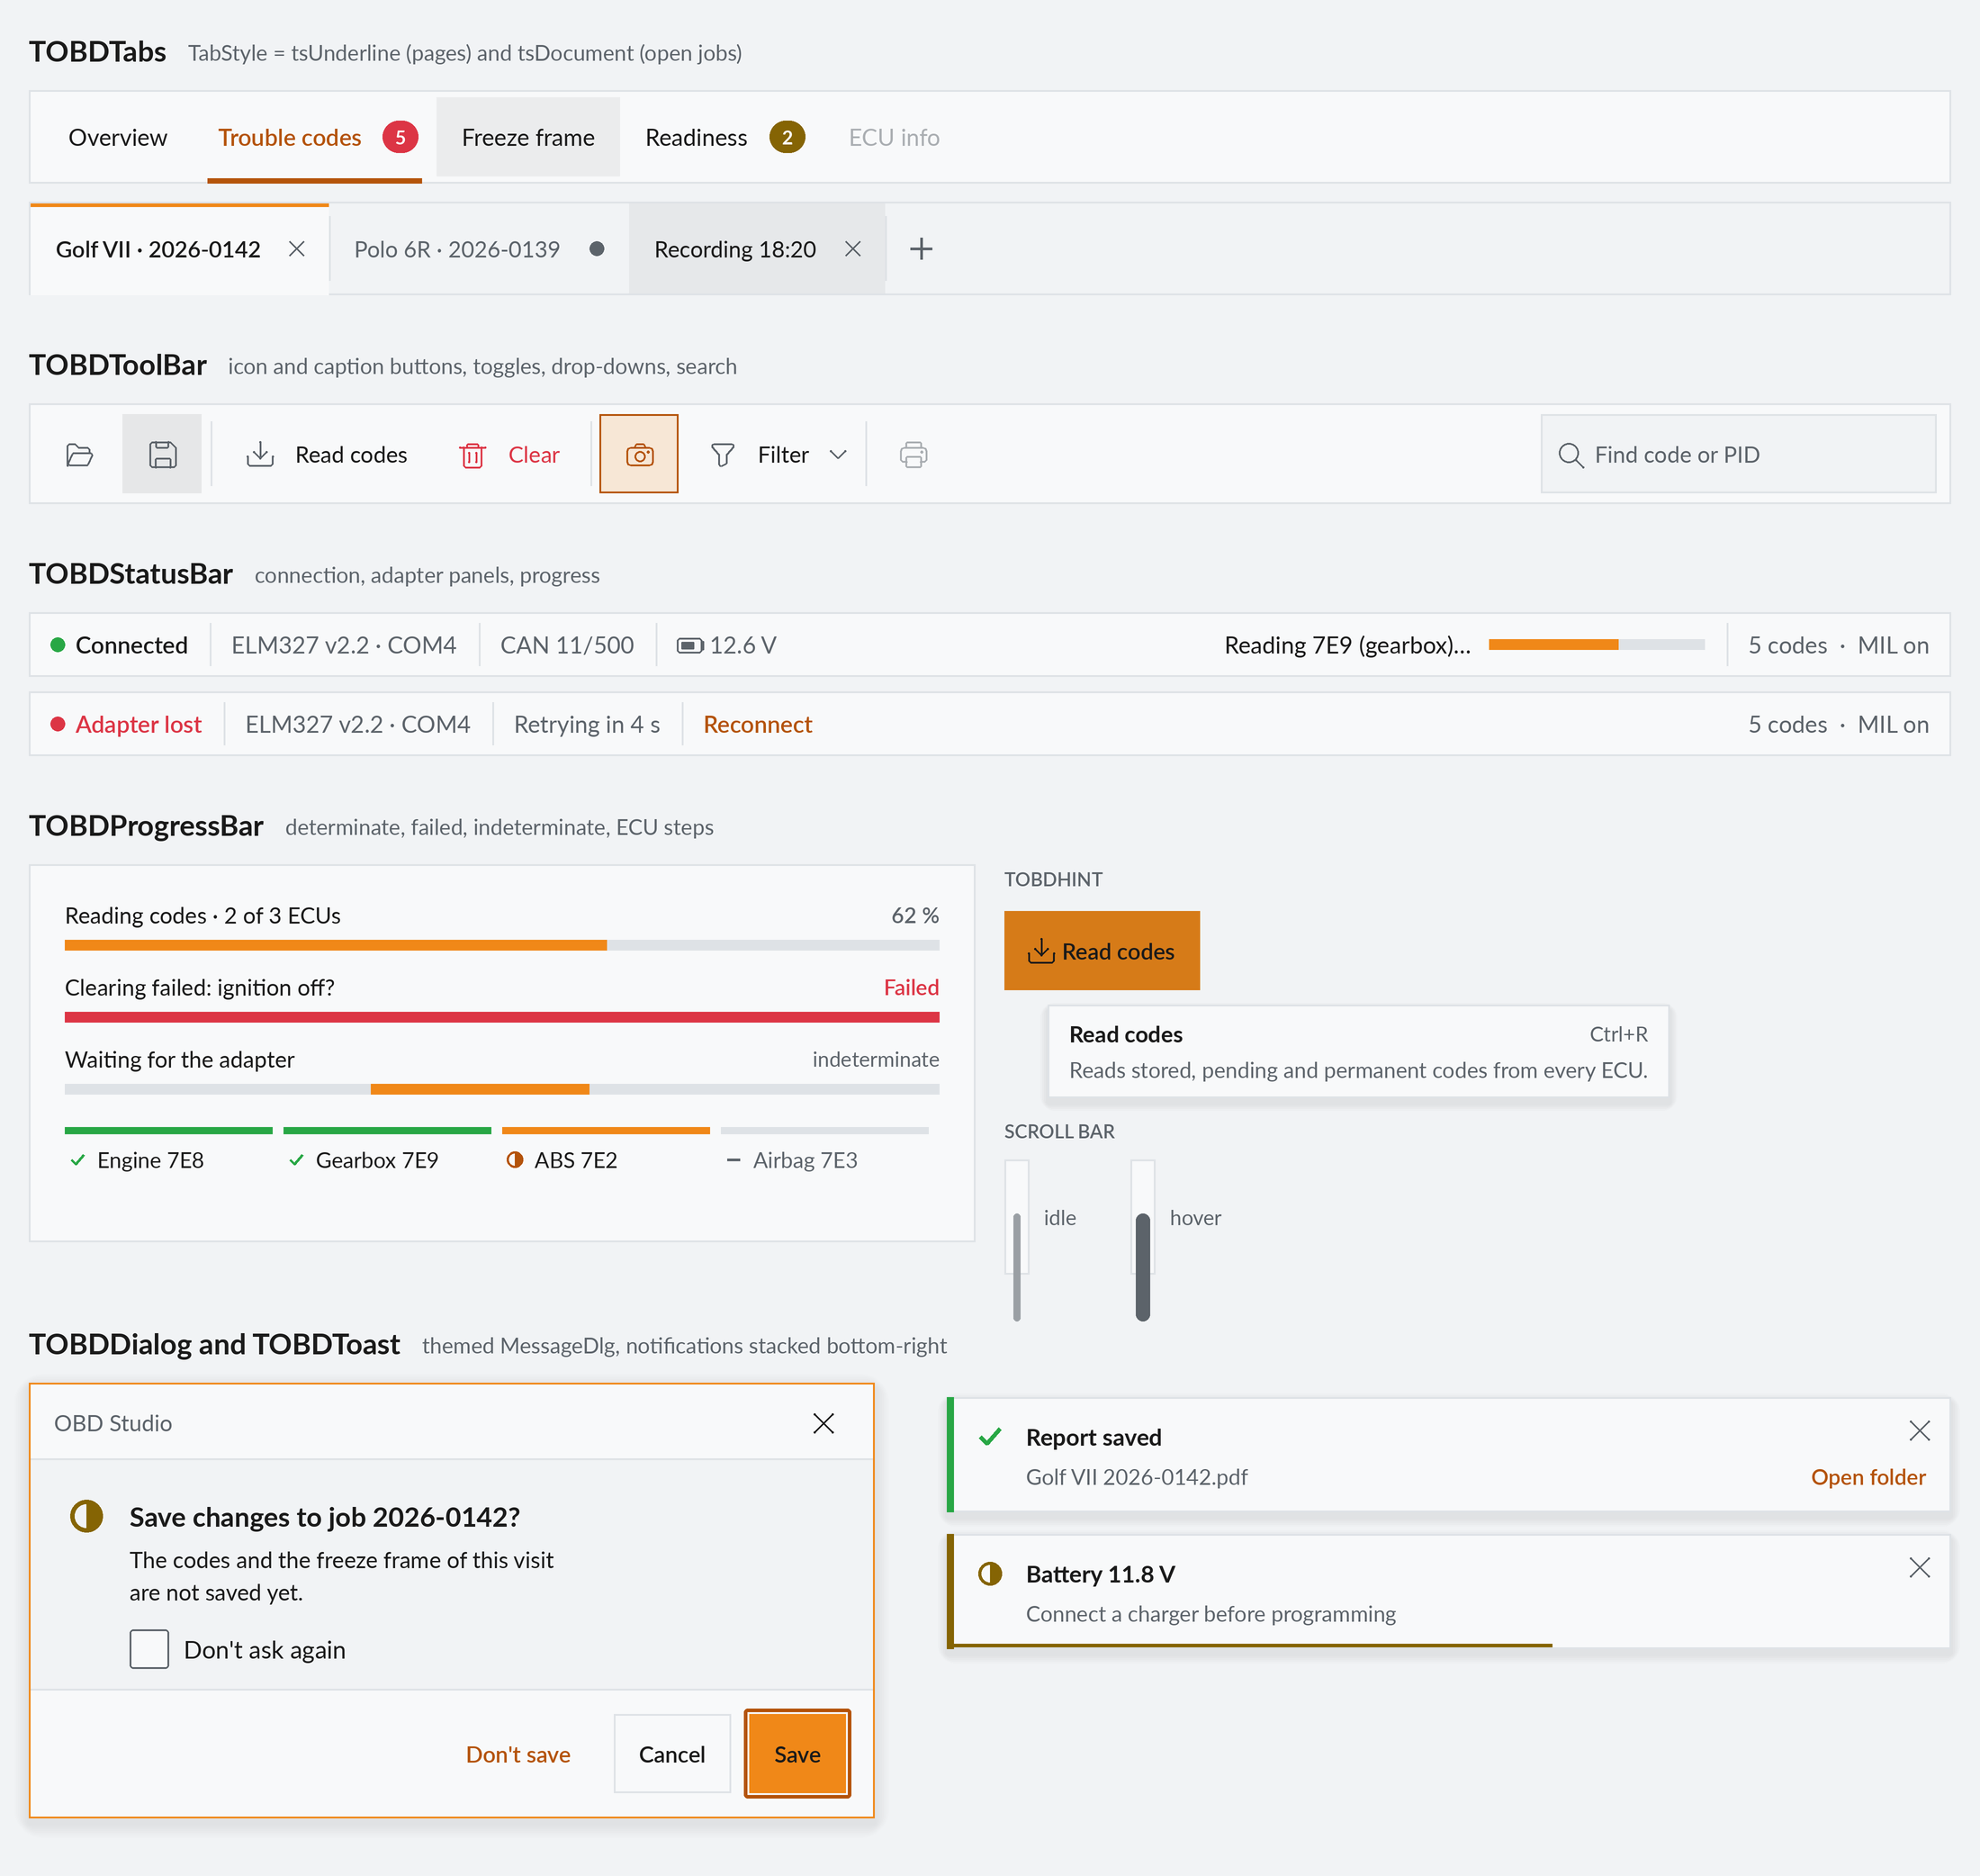 TOBDTabs TabStyle = tsUnderline (pages) and tsDocument (open jobs)
Overview Trouble codes 5 Freeze frame Readiness 2 ECU info
Golf VII · 2026-0142 Polo 6R · 2026-0139 Recording 18:20
TOBDToolBar icon and caption buttons, toggles, drop-downs, search
Read codes Clear Filter Find code or PID
TOBDStatusBar connection, adapter panels, progress
Connected ELM327 v2.2 · COM4 CAN 11/500 12.6 V Reading 7E9 (gearbox)... 5 codes · MIL on
Adapter lost ELM327 v2.2 · COM4 Retrying in 4 s Reconnect 5 codes · MIL on
TOBDProgressBar determinate, failed, indeterminate, ECU steps
Reading codes · 2 of 3 ECUs 62 %
Clearing failed: ignition off? Failed
Waiting for the adapter indeterminate
Engine 7E8 Gearbox 7E9 ABS 7E2 Airbag 7E3
TOBDHINT
Read codes
Read codes Ctrl+R
Reads stored, pending and permanent codes from every ECU.
SCROLL BAR
idle hover
TOBDDialog and TOBDToast themed MessageDlg, notifications stacked bottom-right
OBD Studio
Save changes to job 2026-0142?
The codes and the freeze frame of this visit
are not saved yet.
Don't ask again
Don't save Cancel Save
Report saved
Golf VII 2026-0142.pdf Open folder
Battery 11.8 V
Connect a charger before programming